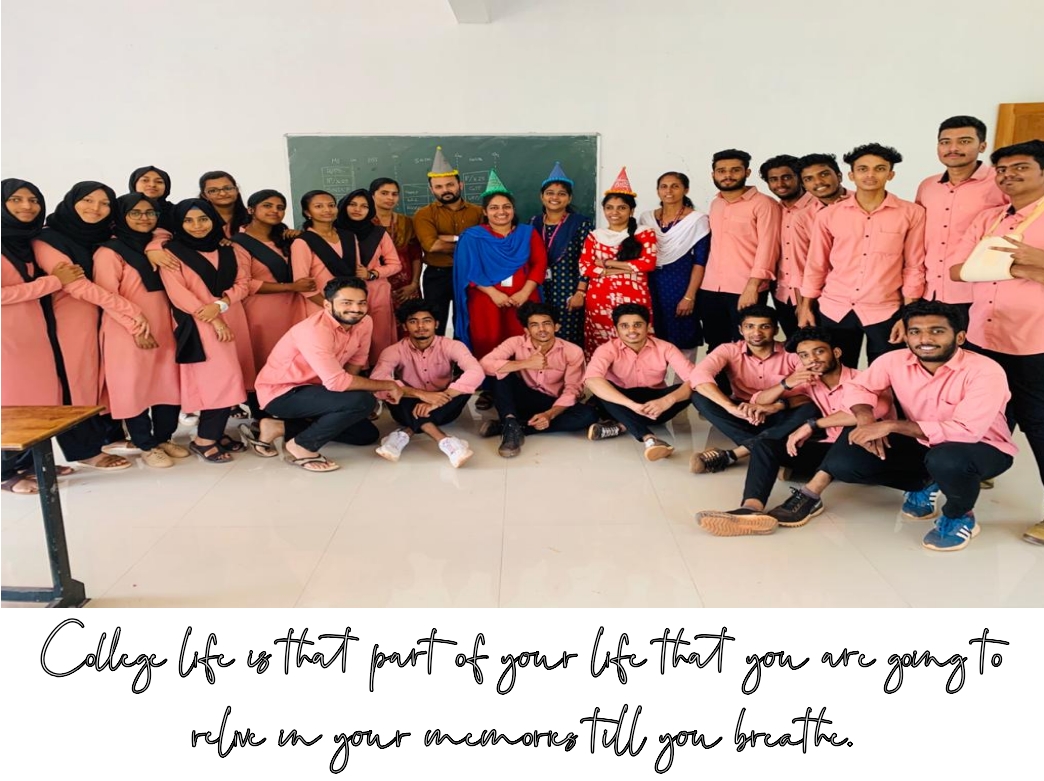 College life is that part of your life that you are going to
relive in your memories till you breathe.